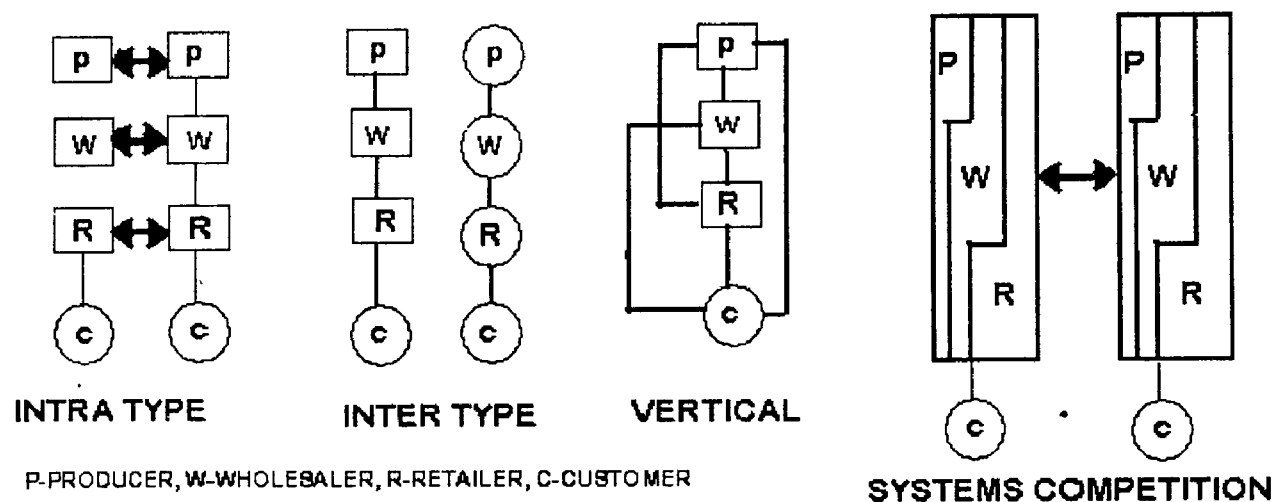 p p
W W
R R
c c
INTRA TYPE
p p
W W
R R
c c
INTER TYPE
p
W
R
c
VERTICAL
P P
W W
R R
c c
SYSTEMS COMPETITION
P-PRODUCER, W-WHOLESALER, R-RETAILER, C-CUSTOMER